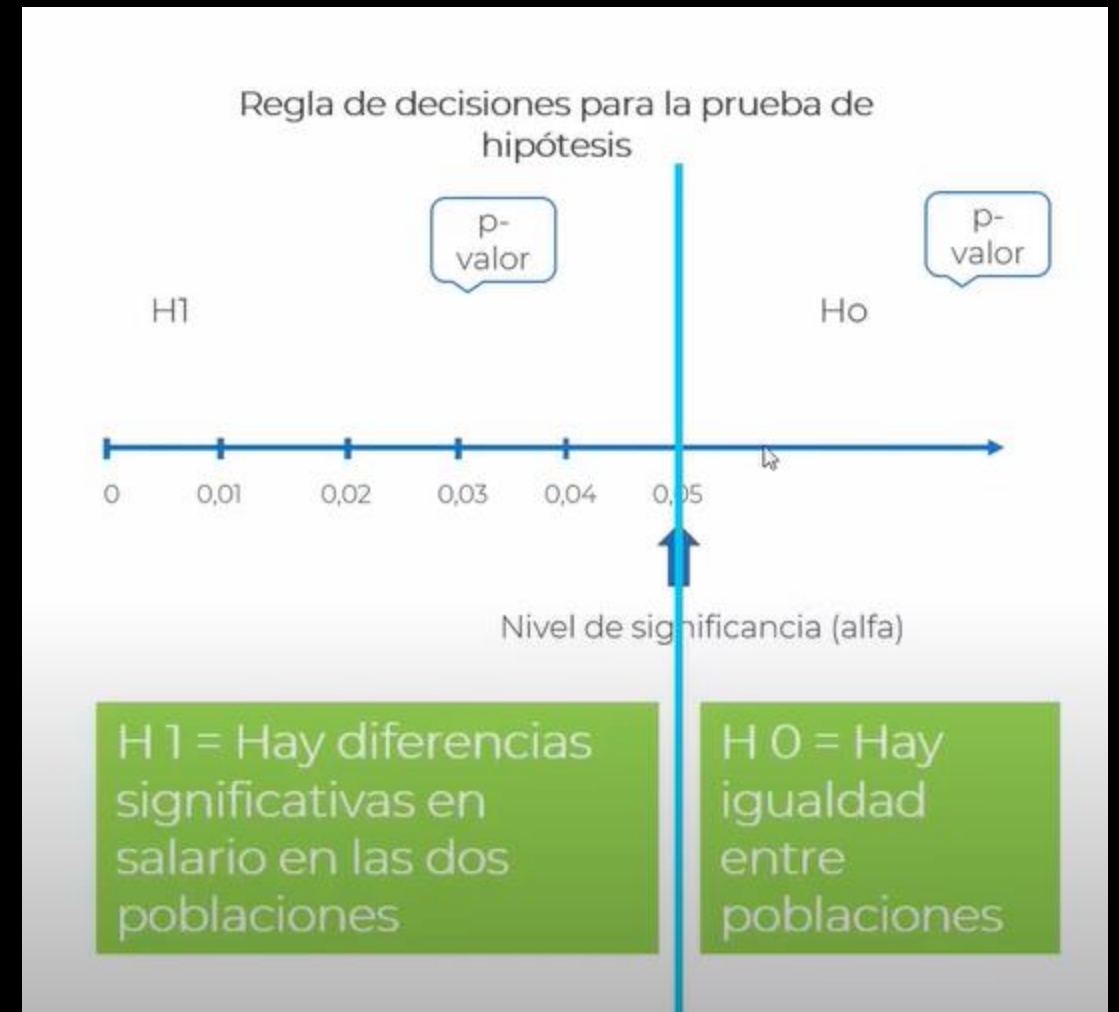 Regla de decisiones para la prueba de
hipótesis
p-
valor
p-
valor
H1
Ho
0
0,01
0,02
0,03
0,04
0,05
Nivel de significancia (alfa)
H 1 = Hay diferencias
significativas en
salario en las dos
poblaciones
H 0 = Hay
igualdad
entre
poblaciones